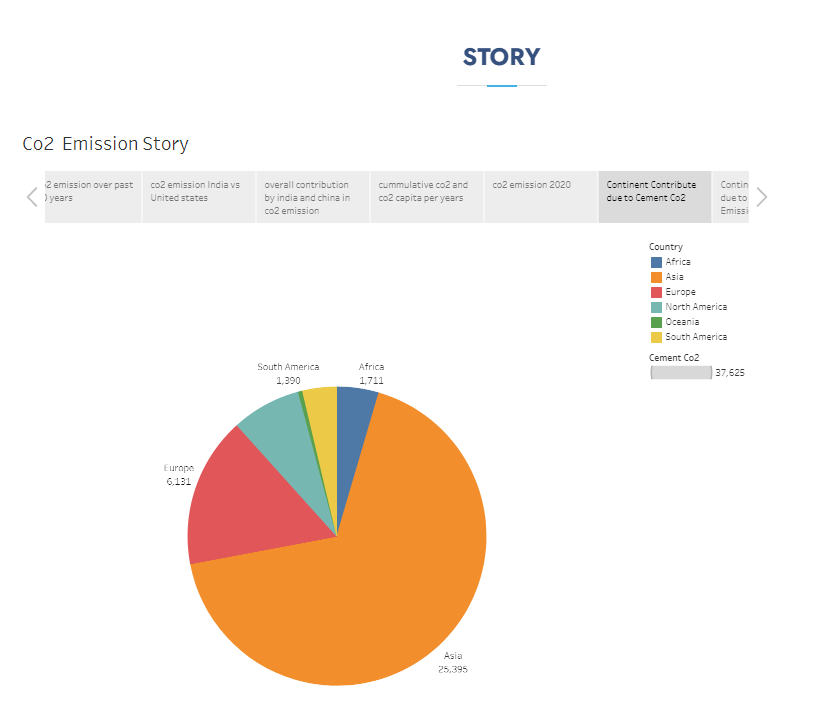 STORY
Co2 Emission Story
2 emission over past
years
co2 emission India vs
United states
overall contribution
by india and china in
co2 emission
cummulative co2 and
co2 capita per years
co2 emission 2020
Continent Contribute
due to Cement Co2
Contin
due to
Emissi
Country
Africa
Asia
Europe
North America
Oceania
South America
Cement Co2
37,625
South America
1,390
Africa
1,711
Europe
6,131
Asia
25,395